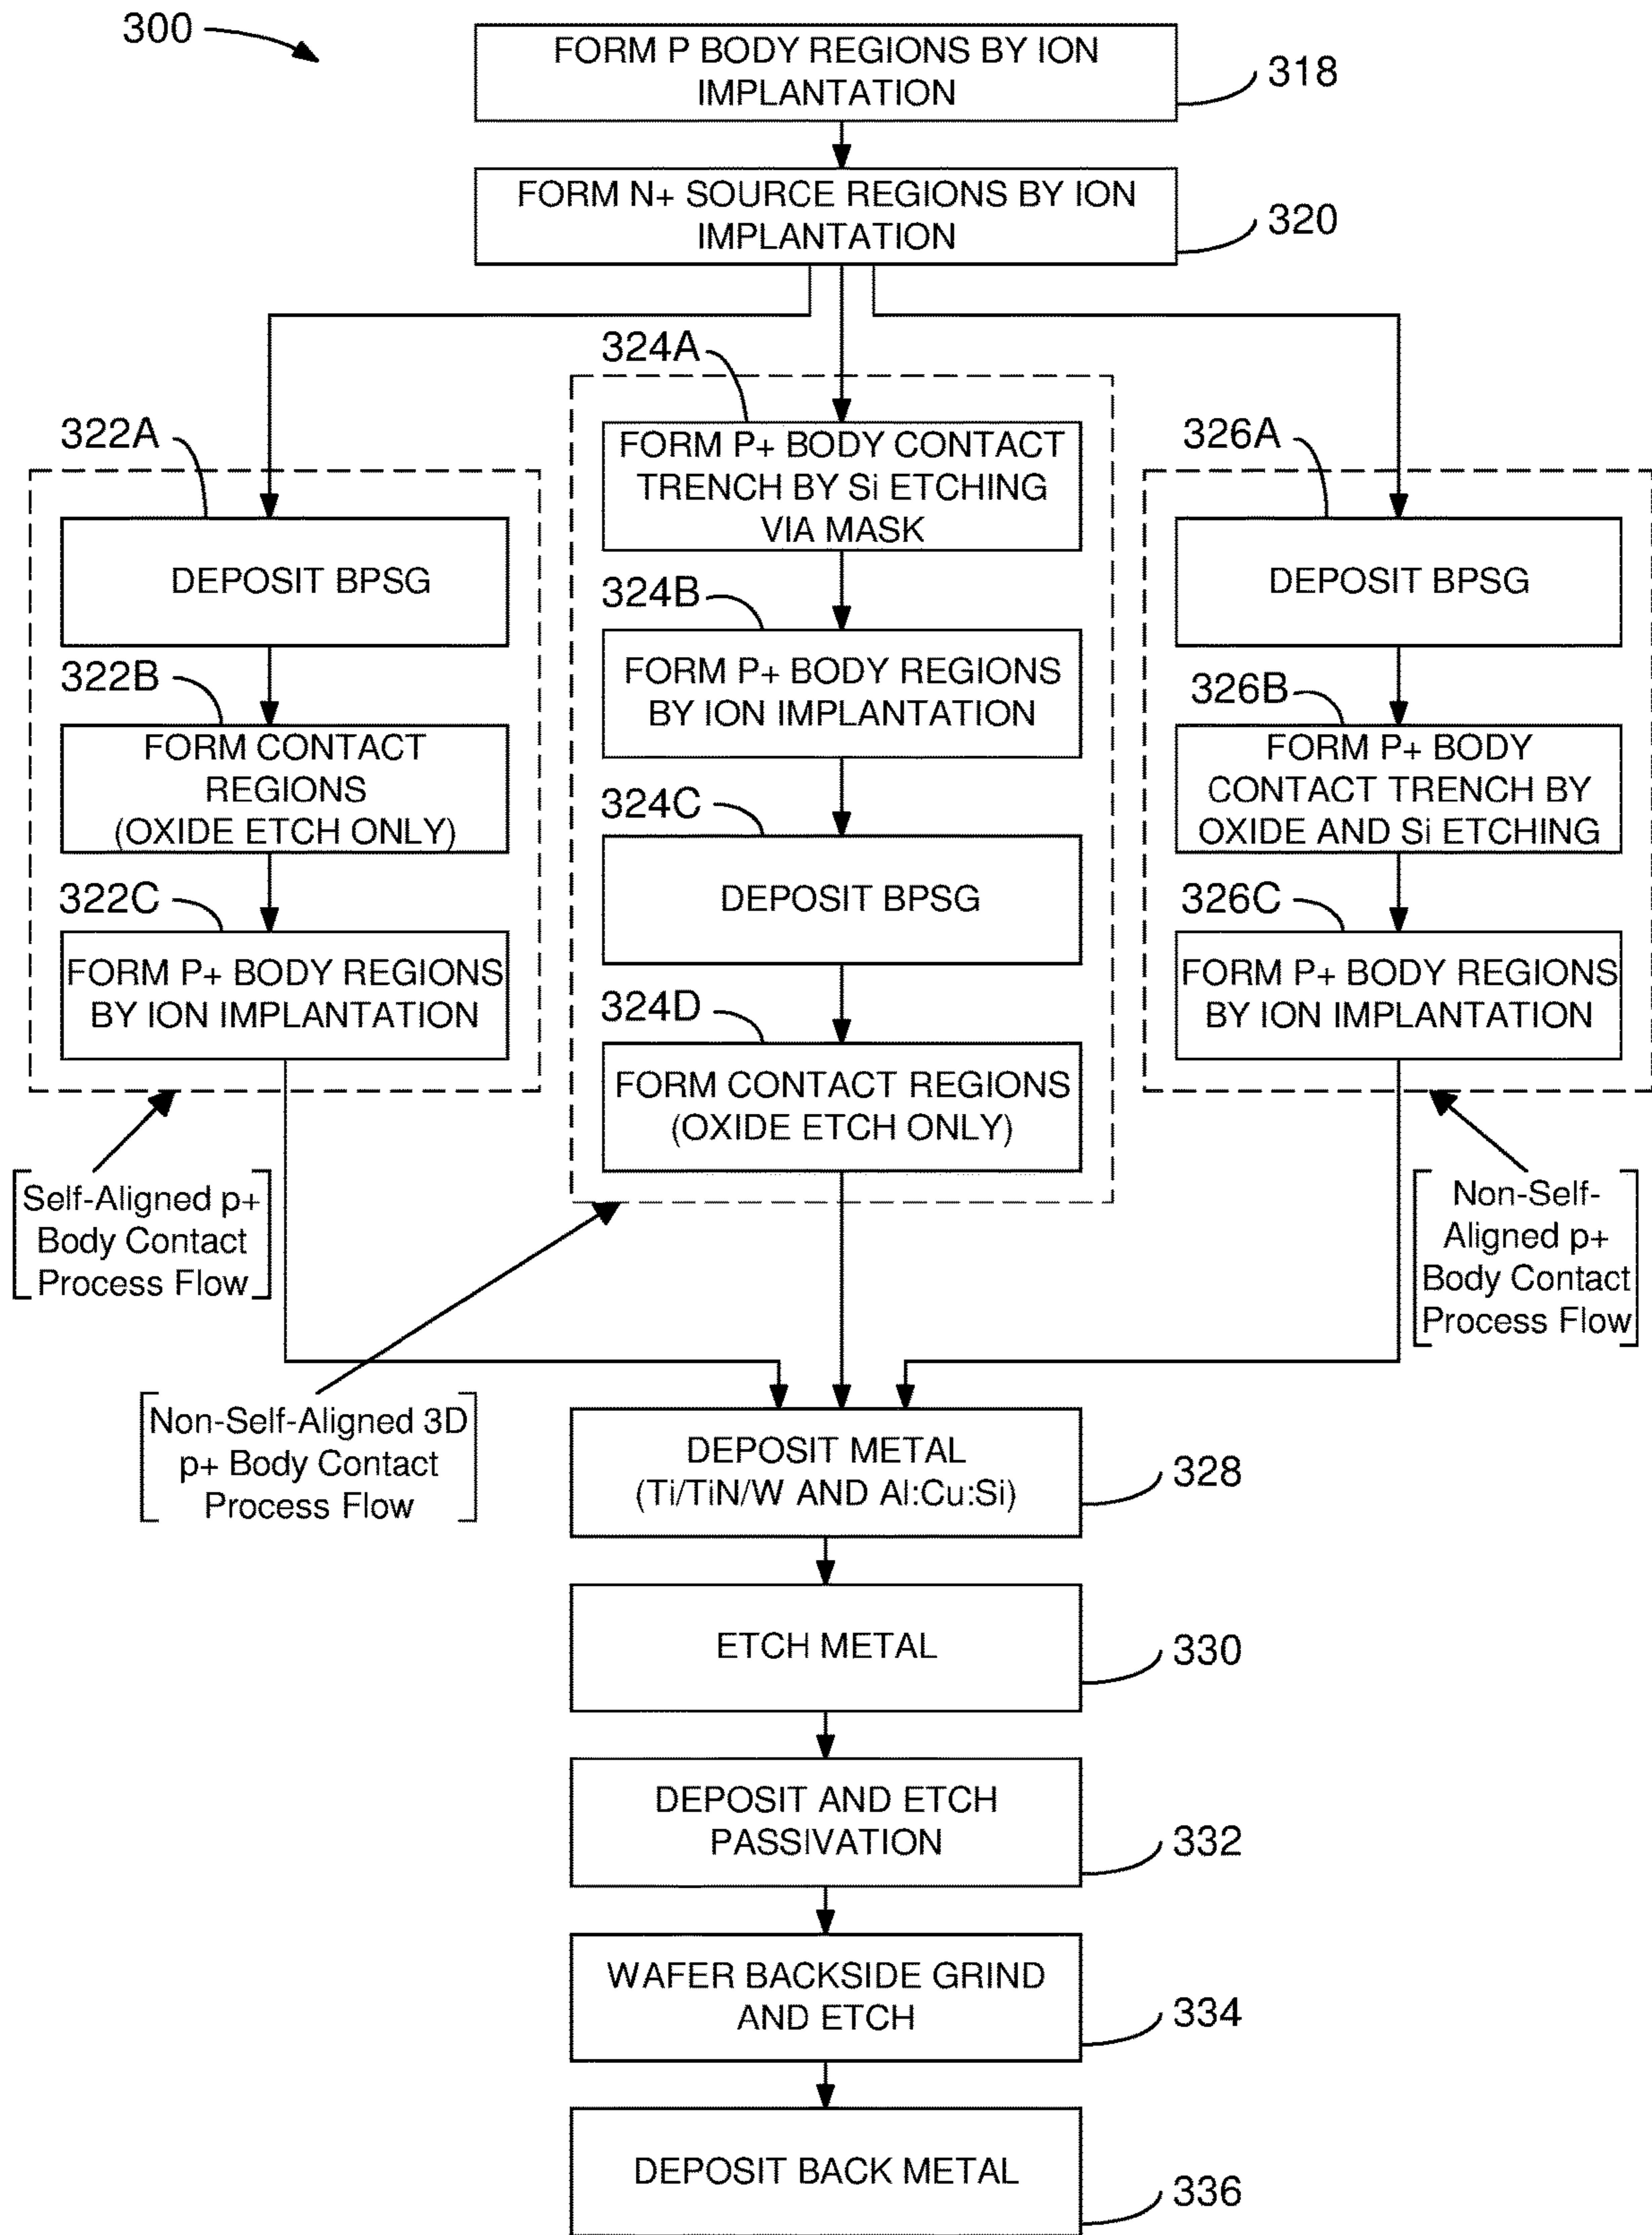 300
FORM P BODY REGIONS BY ION
IMPLANTATION
318
FORM N+ SOURCE REGIONS BY ION
IMPLANTATION
320
322A
DEPOSIT BPSG
322B
FORM CONTACT
REGIONS
(OXIDE ETCH ONLY)
322C
FORM P+ BODY REGIONS
BY ION IMPLANTATION
Self-Aligned p+
Body Contact
Process Flow
324A
FORM P+ BODY CONTACT
TRENCH BY Si ETCHING
VIA MASK
324B
FORM P+ BODY REGIONS
BY ION IMPLANTATION
324C
DEPOSIT BPSG
324D
FORM CONTACT REGIONS
(OXIDE ETCH ONLY)
Non-Self-Aligned 3D
p+ Body Contact
Process Flow
326A
DEPOSIT BPSG
326B
FORM P+ BODY
CONTACT TRENCH BY
OXIDE AND Si ETCHING
326C
FORM P+ BODY REGIONS
BY ION IMPLANTATION
Non-Self-
Aligned p+
Body Contact
Process Flow
DEPOSIT METAL
(Ti/TiN/W AND Al:Cu:Si)
328
ETCH METAL
330
DEPOSIT AND ETCH
PASSIVATION
332
WAFER BACKSIDE GRIND
AND ETCH
334
DEPOSIT BACK METAL
336